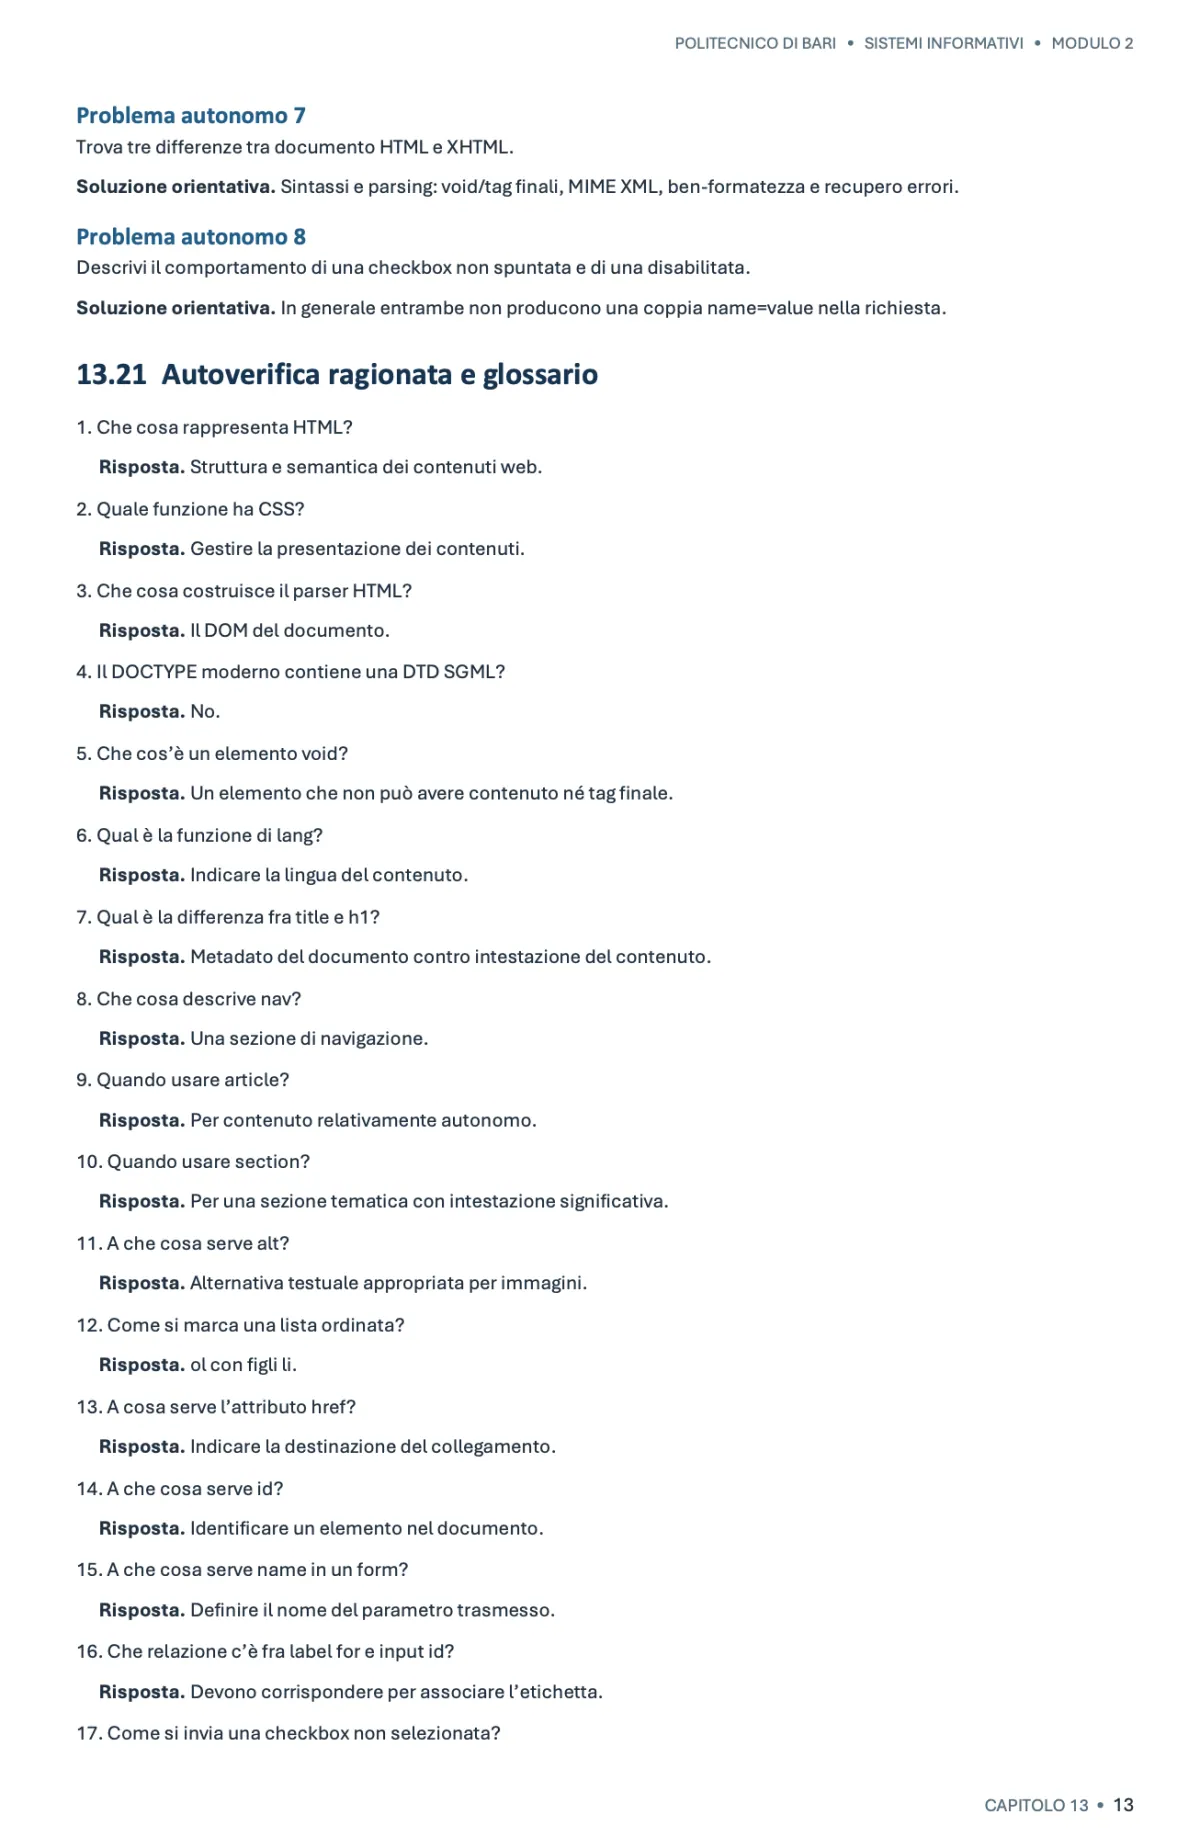 POLITECNICO DI BARI • SISTEMI INFORMATIVI • MODULO 2
Problema autonomo 7
Trova tre differenze tra documento HTML e XHTML.
Soluzione orientativa. Sintassi e parsing: void/tag finali, MIME XML, ben-formatezza e recupero errori.
Problema autonomo 8
Descrivi il comportamento di una checkbox non spuntata e di una disabilitata.
Soluzione orientativa. In generale entrambe non producono una coppia name=value nella richiesta.
13.21 Autoverifica ragionata e glossario
1. Che cosa rappresenta HTML?
Risposta. Struttura e semantica dei contenuti web.
2. Quale funzione ha CSS?
Risposta. Gestire la presentazione dei contenuti.
3. Che cosa costruisce il parser HTML?
Risposta. Il DOM del documento.
4. Il DOCTYPE moderno contiene una DTD SGML?
Risposta. No.
5. Che cos’è un elemento void?
Risposta. Un elemento che non può avere contenuto né tag finale.
6. Qual è la funzione di lang?
Risposta. Indicare la lingua del contenuto.
7. Qual è la differenza fra title e h1?
Risposta. Metadato del documento contro intestazione del contenuto.
8. Che cosa descrive nav?
Risposta. Una sezione di navigazione.
9. Quando usare article?
Risposta. Per contenuto relativamente autonomo.
10. Quando usare section?
Risposta. Per una sezione tematica con intestazione significativa.
11. A che cosa serve alt?
Risposta. Alternativa testuale appropriata per immagini.
12. Come si marca una lista ordinata?
Risposta. ol con figli li.
13. A cosa serve l’attributo href?
Risposta. Indicare la destinazione del collegamento.
14. A che cosa serve id?
Risposta. Identificare un elemento nel documento.
15. A che cosa serve name in un form?
Risposta. Definire il nome del parametro trasmesso.
16. Che relazione c’è fra label for e input id?
Risposta. Devono corrispondere per associare l’etichetta.
17. Come si invia una checkbox non selezionata?
CAPITOLO 13 • 13